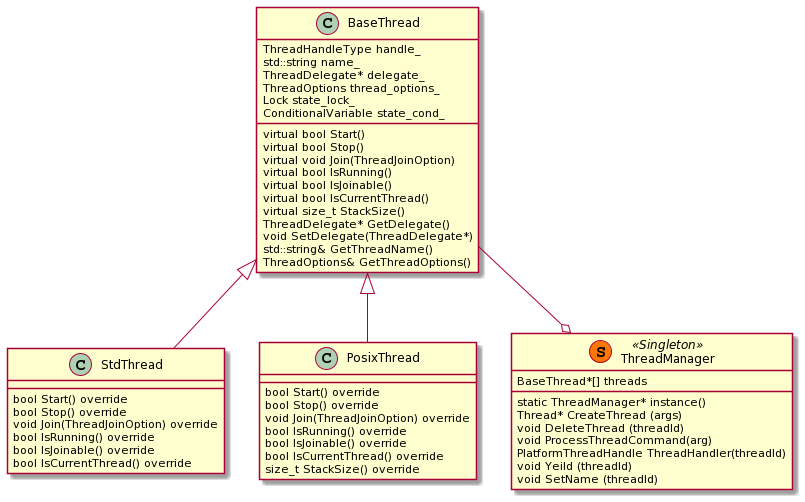 C BaseThread
ThreadHandleType handle_
std::string name_
ThreadDelegate* delegate_
ThreadOptions thread_options_
Lock state_lock_
ConditionalVariable state_cond_
virtual bool Start()
virtual bool Stop()
virtual void Join(ThreadJoinOption)
virtual bool IsRunning()
virtual bool IsJoinable()
virtual bool IsCurrentThread()
virtual size_t StackSize()
ThreadDelegate* GetDelegate()
void SetDelegate(ThreadDelegate*)
std::string& GetThreadName()
ThreadOptions& GetThreadOptions()
C StdThread
bool Start() override
bool Stop() override
void Join(ThreadJoinOption) override
bool IsRunning() override
bool IsJoinable() override
bool IsCurrentThread() override
C PosixThread
bool Start() override
bool Stop() override
void Join(ThreadJoinOption) override
bool IsRunning() override
bool IsJoinable() override
bool IsCurrentThread() override
size_t StackSize() override
S «Singleton»
ThreadManager
BaseThread*[] threads
static ThreadManager* instance()
Thread* CreateThread (args)
void DeleteThread (threadId)
void ProcessThreadCommand(arg)
PlatformThreadHandle ThreadHandler(threadId)
void Yeild (threadId)
void SetName (threadId)